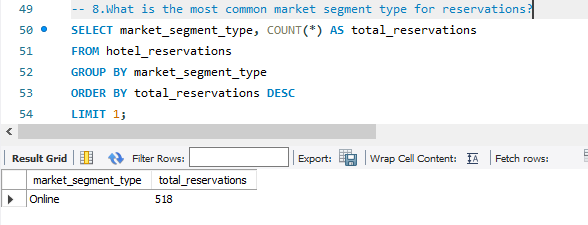 49 -- 8.What is the most common market segment type for reservations?
50 SELECT market_segment_type, COUNT(*) AS total_reservations
51 FROM hotel_reservations
52 GROUP BY market_segment_type
53 ORDER BY total_reservations DESC
54 LIMIT 1;
Result Grid Filter Rows: Export: Wrap Cell Content: Fetch rows:
market_segment_type total_reservations
Online 518